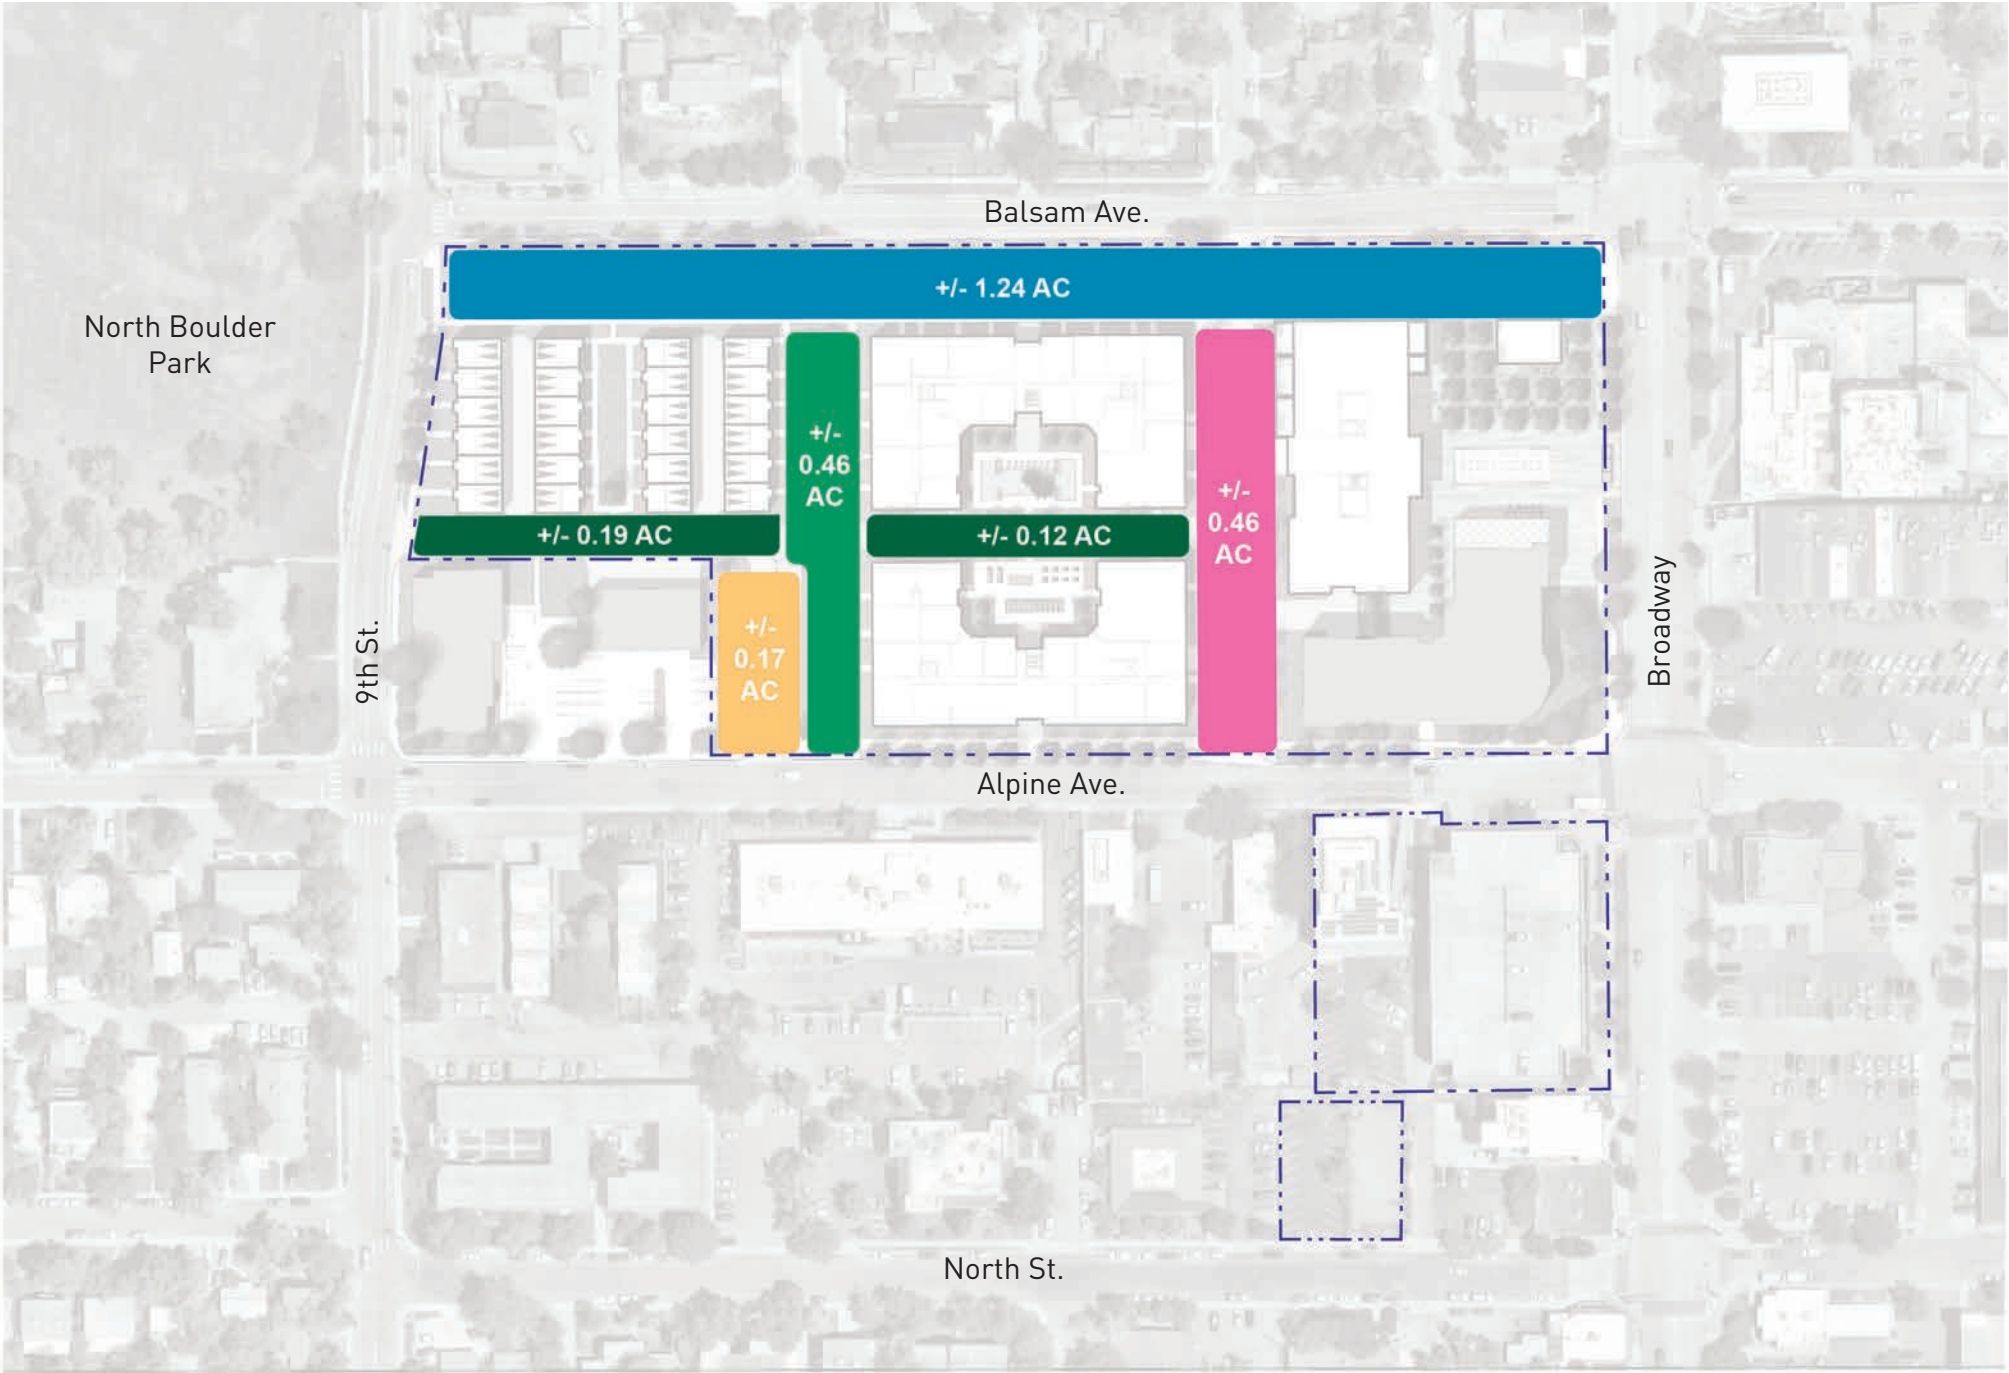 Balsam Ave.
+/- 1.24 AC
North Boulder
Park
+/-
0.46
AC
+/-
0.46
AC
+/- 0.19 AC
+/- 0.12 AC
+/-
0.17
AC
9th St.
Broadway
Alpine Ave.
North St.